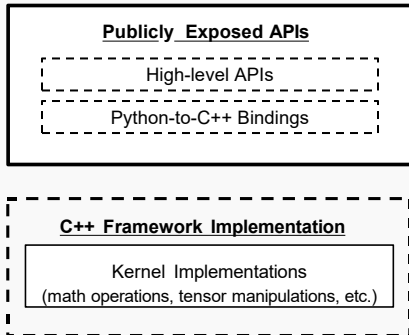 Publicly Exposed APIs
High-level APIs
Python-to-C++ Bindings
C++ Framework Implementation
Kernel Implementations
(math operations, tensor manipulations, etc.)